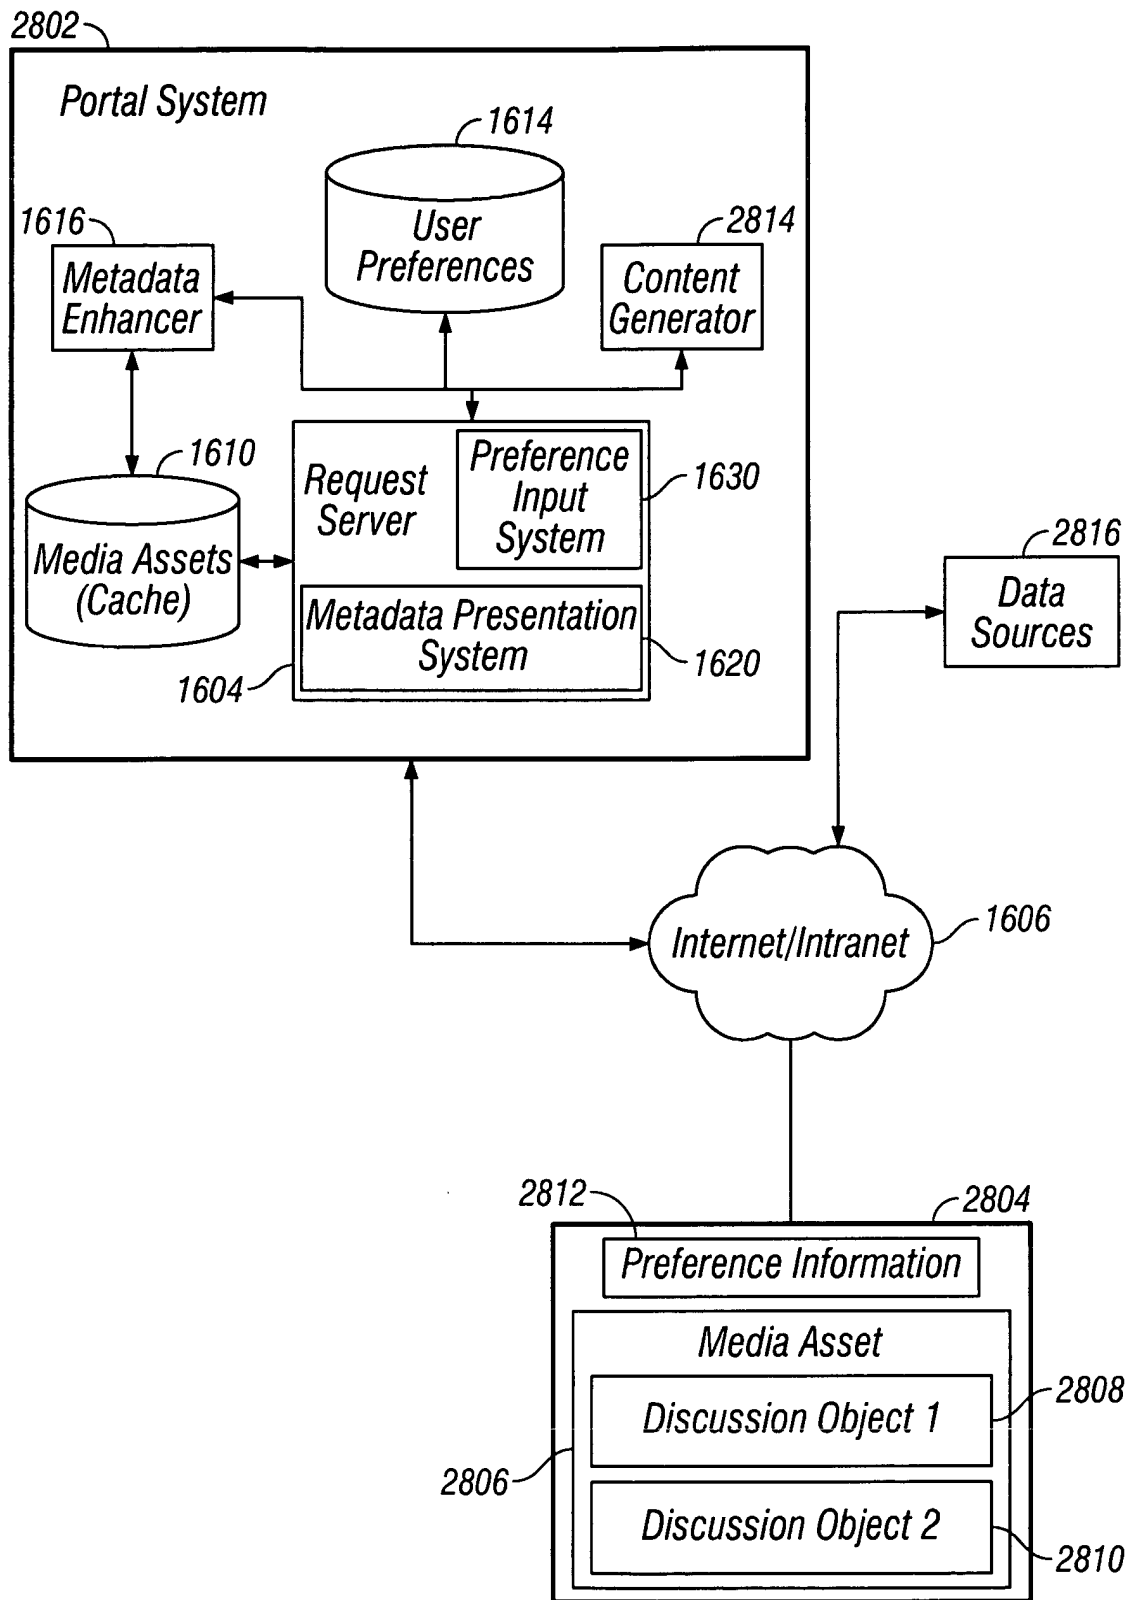 2802
Portal System
1614
User
Preferences
1616
Metadata
Enhancer
2814
Content
Generator
1610
Media Assets
(Cache)
Request
Server
Preference
Input
System
1630
Metadada Presentation
System
1620
1604
2816
Data
Sources
Internet/Intranet
1606
2812
2804
Preference Information
Media Asset
Discussion Object 1
2808
2806
Discussion Object 2
2810